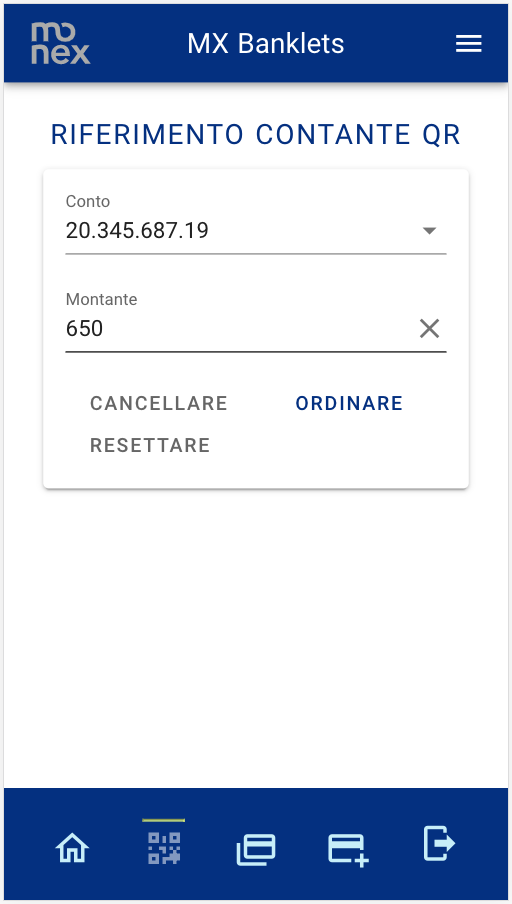 mo
nex
MX Banklets
RIFERIMENTO CONTANTE QR
Conto
20.345.687.19
Montante
650
CANCELLARE
ORDINARE
RESETTARE